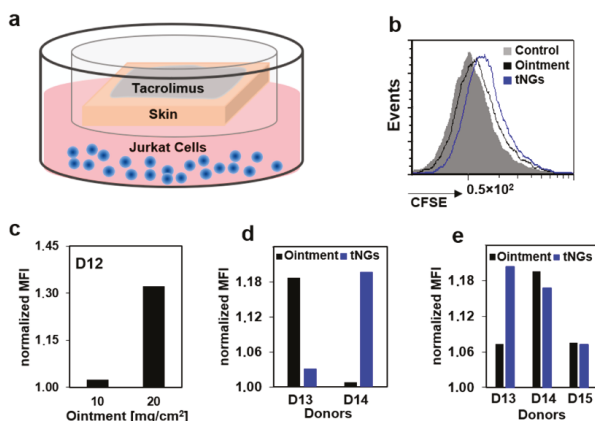 a
Tacrolimus
Skin
Jurkat Cells
b
Control
Ointment
tNGs
Events
CFSE
0.5×10²
c
D12
normalized MFI
1.45
1.30
1.15
1.00
10 20
Ointment [mg/cm²]
d
Ointment tNGs
normalized MFI
1.18
1.12
1.06
1.00
D13 D14
Donors
e
Ointment tNGs
normalized MFI
1.18
1.12
1.06
1.00
D13 D14 D15
Donors